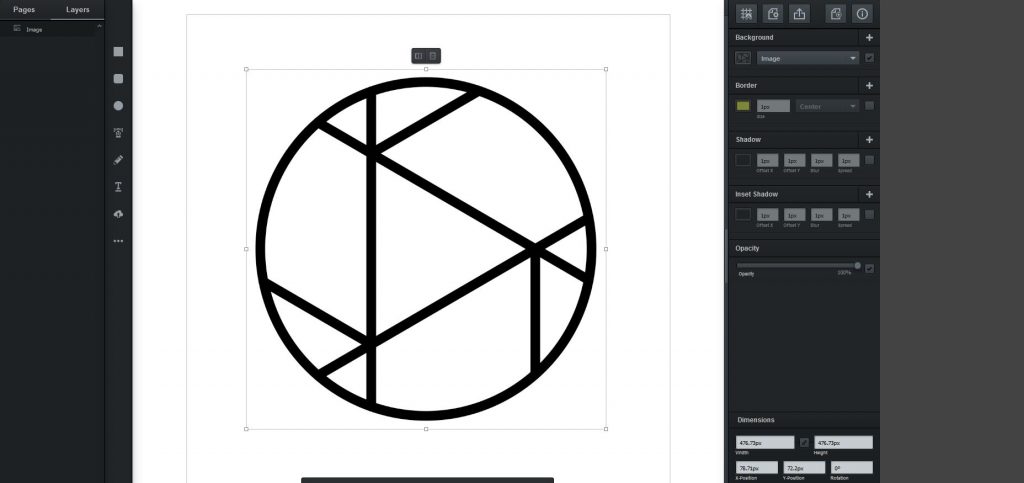 Pages
Layers
Image
Background
Image
Border
1px
Center
Size
Shadow
1px
1px
1px
1px
Offset X
Offset Y
Blur
Spread
Inset Shadow
1px
1px
1px
1px
Offset X
Offset Y
Blur
Spread
Opacity
Opacity
100%
Dimensions
476.73px
476.73px
Width
Height
78.71px
72.2px
0°
X-Position
Y-Position
Rotation